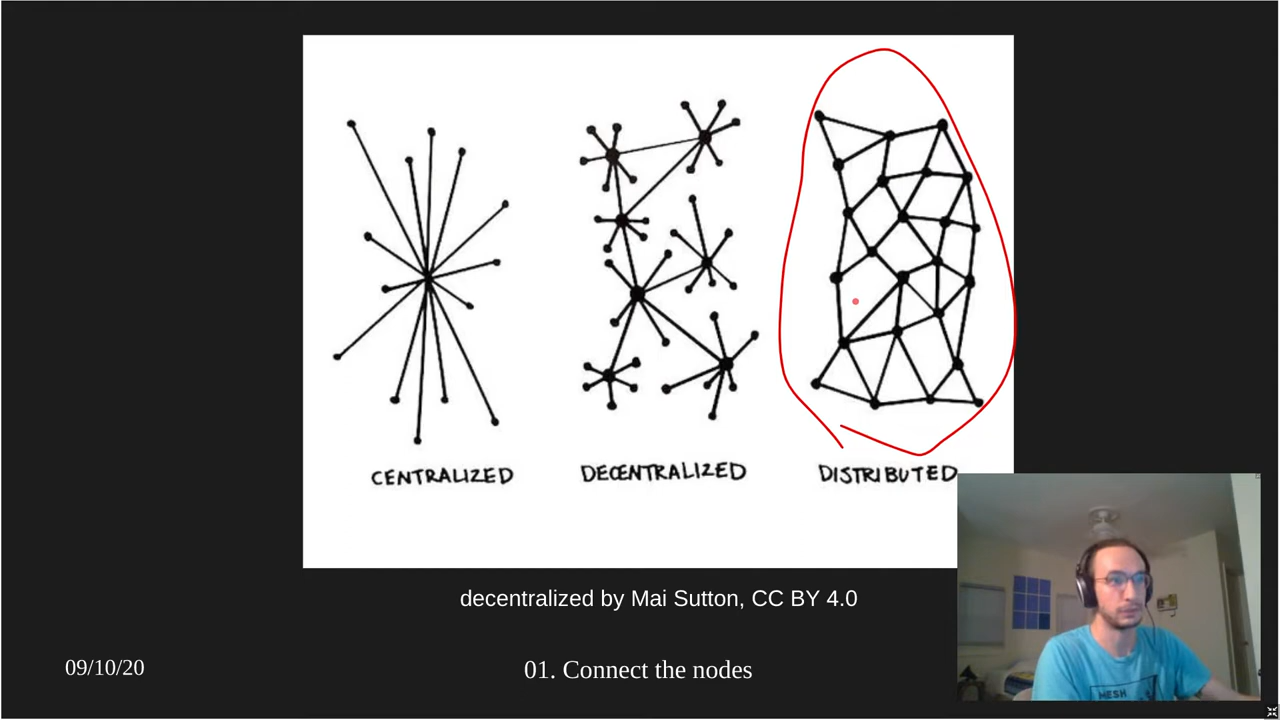 CENTRALIZED
DECENTRALIZED
DISTRIBUTED
decentralized by Mai Sutton, CC BY 4.0
09/10/20
01. Connect the nodes
MESH